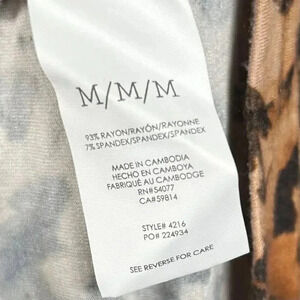 M/M/M
93% RAYON/RAYÓN/RAYONNE
7% SPANDEX/SPANDEX/SPANDEX
MADE IN CAMBODIA
HECHO EN CAMBOYA
FABRIQUÉ AU CAMBODGE
RN# 54077
CA# 59814
STYLE# 4216
PO# 224934
SEE REVERSE FOR CARE